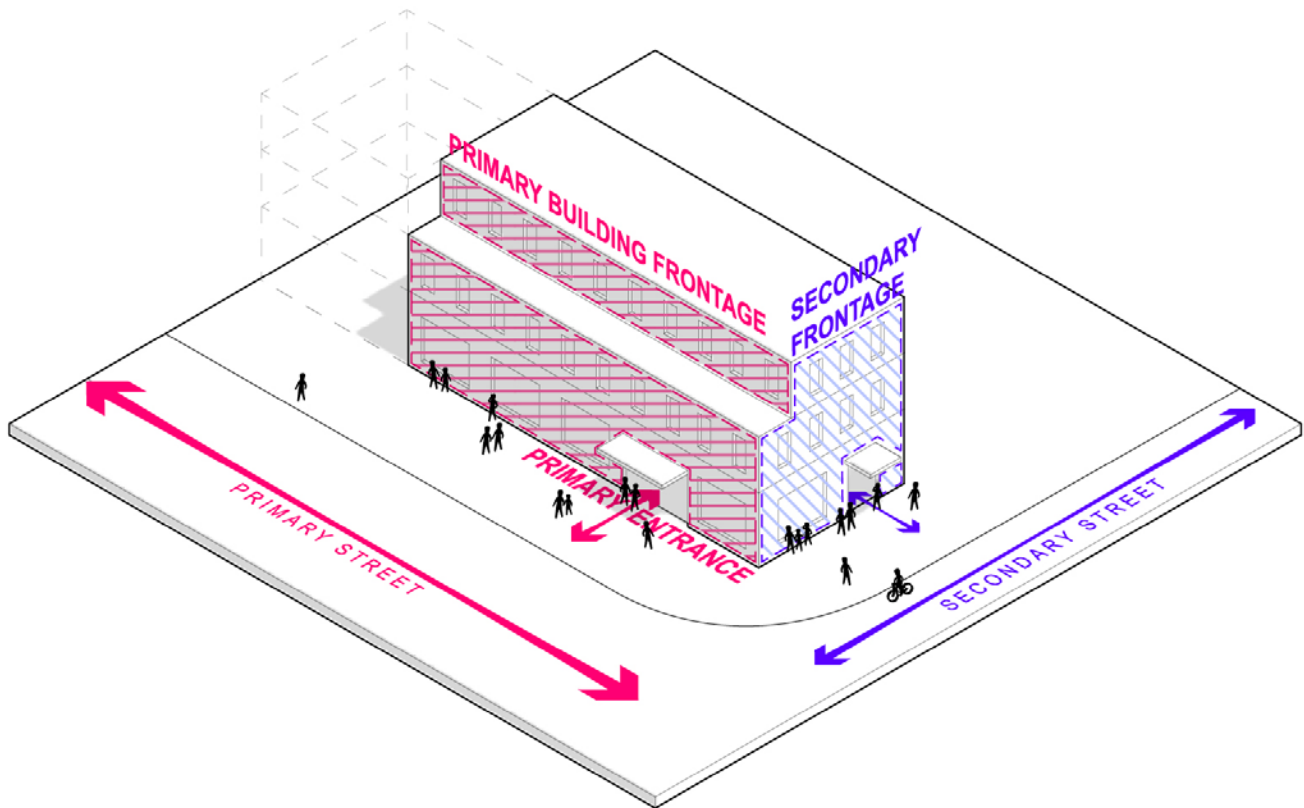 PRIMARY BUILDING FRONTAGE
SECONDARY
FRONTAGE
PRIMARY ENTRANCE
PRIMARY STREET
SECONDARY STREET